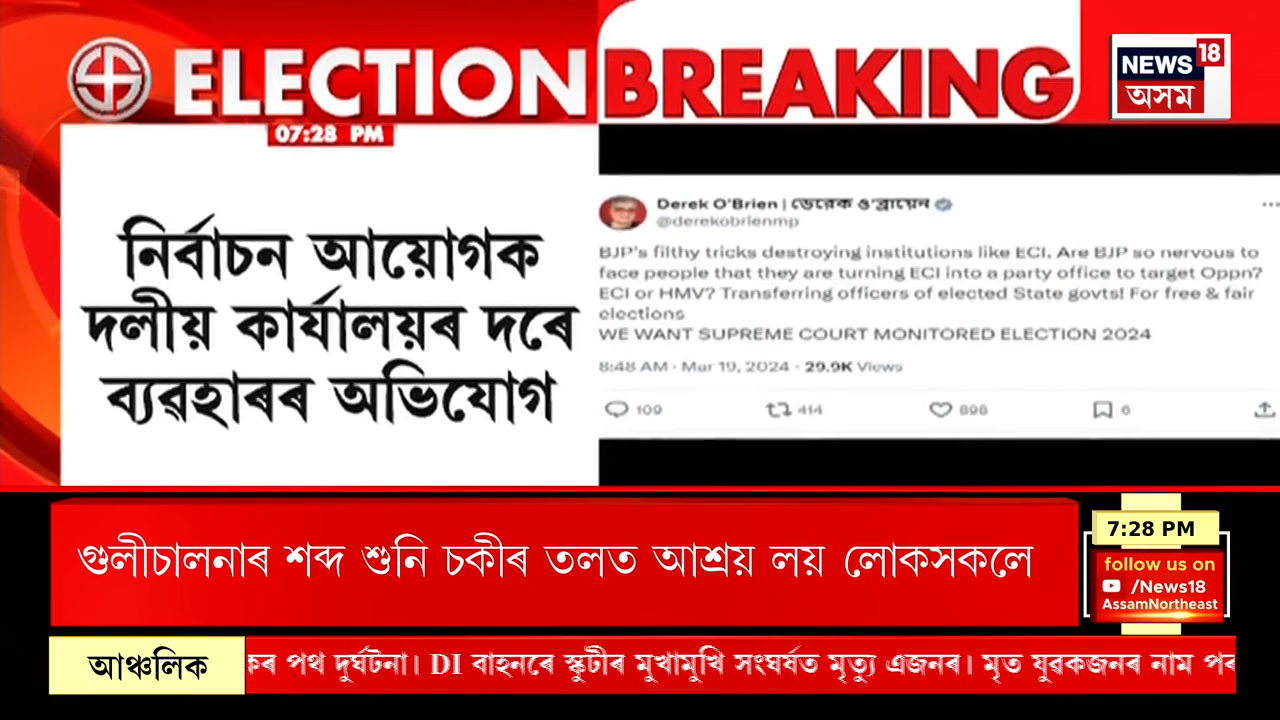 ELECTION BREAKING
NEWS 18
অসম
07:28 PM
নিৰ্বাচন আয়োগক
দলীয় কাৰ্যালয়ৰ দৰে
ব্যৱহাৰৰ অভিযোগ
Derek O'Brien | ডেরেক ও'ব্রায়েন
@derekobrienmp
BJP's filthy tricks destroying institutions like ECI. Are BJP so nervous to
face people that they are turning ECI into a party office to target Oppn?
ECI or HMV? Transferring officers of elected State govts! For free & fair
elections
WE WANT SUPREME COURT MONITORED ELECTION 2024
8:48 AM · Mar 19, 2024 · 29.9K Views
109 414 898 6
গুলীচালনাৰ শব্দ শুনি চকীৰ তলত আশ্ৰয় লয় লোকসকলে
7:28 PM
follow us on
/News18
AssamNortheast
আঞ্চলিক
পথ দুৰ্ঘটনা। DI বাহনৰে স্কুটীৰ মুখামুখি সংঘৰ্ষত মৃত্যু এজনৰ। মৃত যুৱকজনৰ নাম